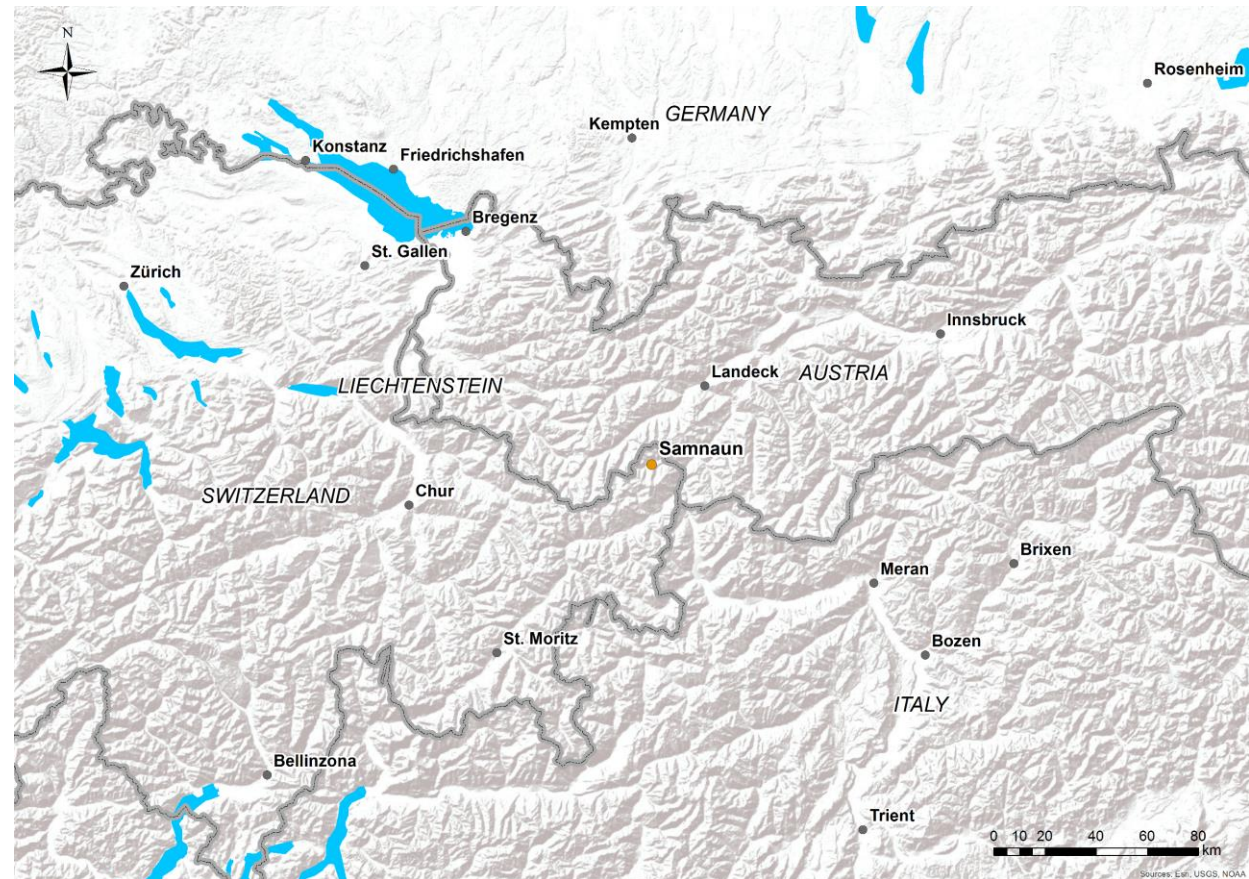 N
Rosenheim
GERMANY
Kempten
Konstanz
Friedrichshafen
Bregenz
St. Gallen
Zürich
Innsbruck
Landeck
AUSTRIA
LIECHTENSTEIN
Samnaun
SWITZERLAND
Chur
Brixen
Meran
St. Moritz
Bozen
ITALY
Bellinzona
Trient
0 10 20 40 60 80
km
Sources: Esri, USGS, NOAA